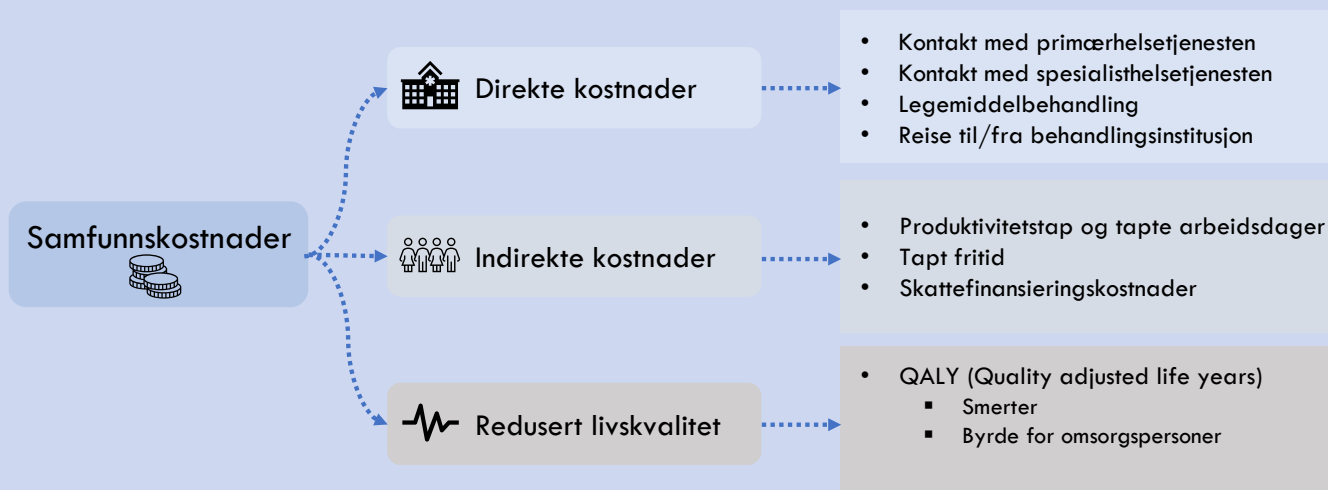 Samfunnskostnader
Direkte kostnader
• Kontakt med primærhelsetjenesten
• Kontakt med spesialisthelsetjenesten
• Legemiddelbehandling
• Reise til/fra behandlingsinstitusjon
Indirekte kostnader
• Produktivitetstap og tapte arbeidsdager
• Tapt fritid
• Skattefinansieringskostnader
Redusert livskvalitet
• QALY (Quality adjusted life years)
▪ Smerter
▪ Byrde for omsorgspersoner